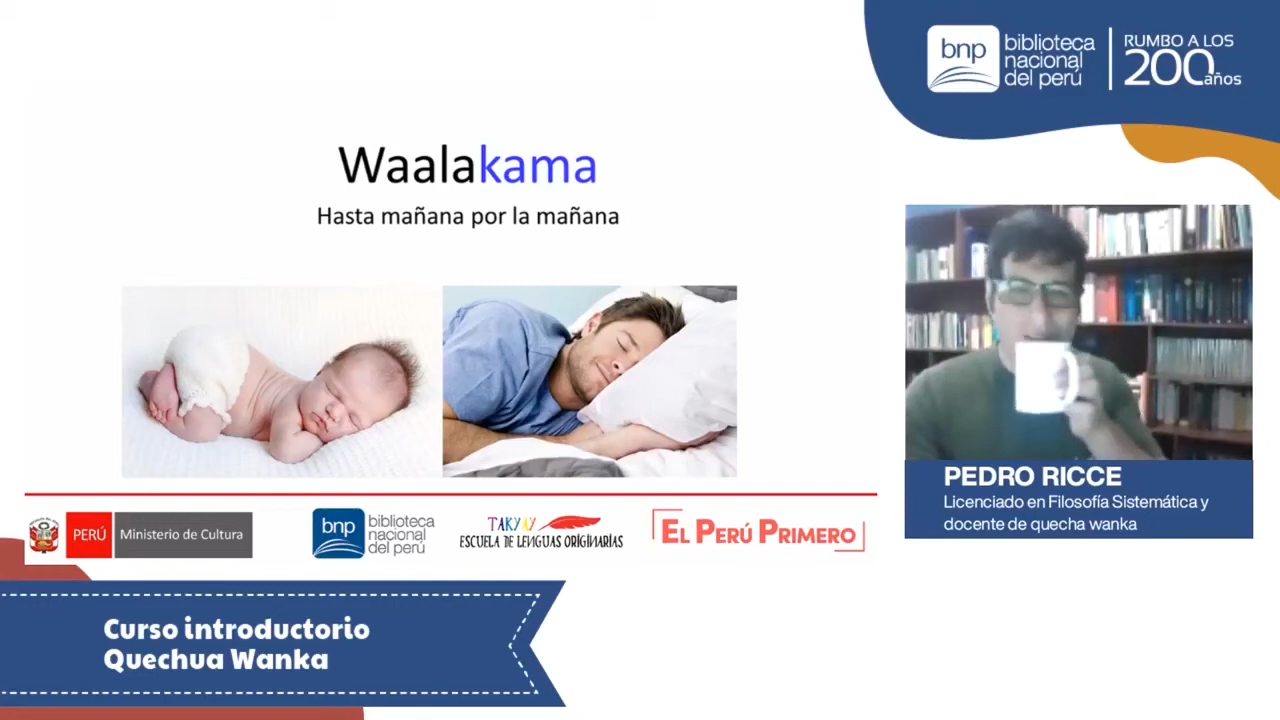 bnp
biblioteca
nacional
del perú
RUMBO A LOS
200 años
Waalakama
Hasta mañana por la mañana
PEDRO RICCE
Licenciado en Filosofía Sistemática y
docente de quecha wanka
PERÚ
Ministerio de Cultura
bnp
biblioteca
nacional
del perú
TAKYAY
ESCUELA DE LENGUAS ORIGINARIAS
EL PERÚ PRIMERO
Curso introductorio
Quechua Wanka